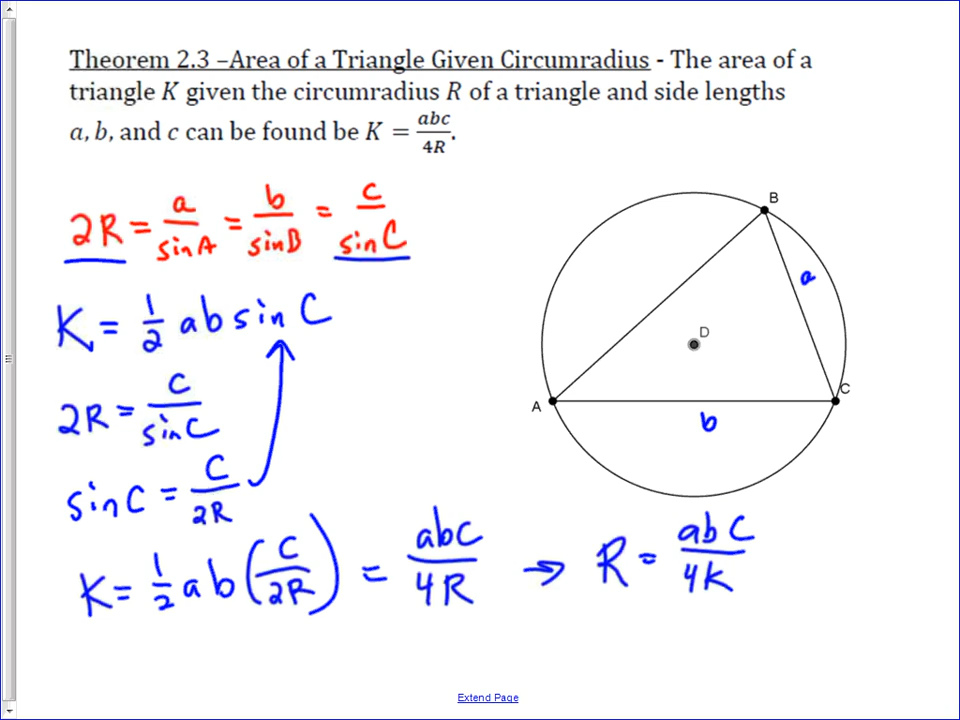 Theorem 2.3 –Area of a Triangle Given Circumradius - The area of a
triangle K given the circumradius R of a triangle and side lengths
a, b, and c can be found be K = abc/4R.
2R = a/sinA = b/sinB = c/sinC
K = 1/2 ab sin C
2R = c/sinC
sinC = c/2R
K = 1/2 ab (c/2R) = abc/4R → R = abc/4K
B
a
D
C
A
b
Extend Page